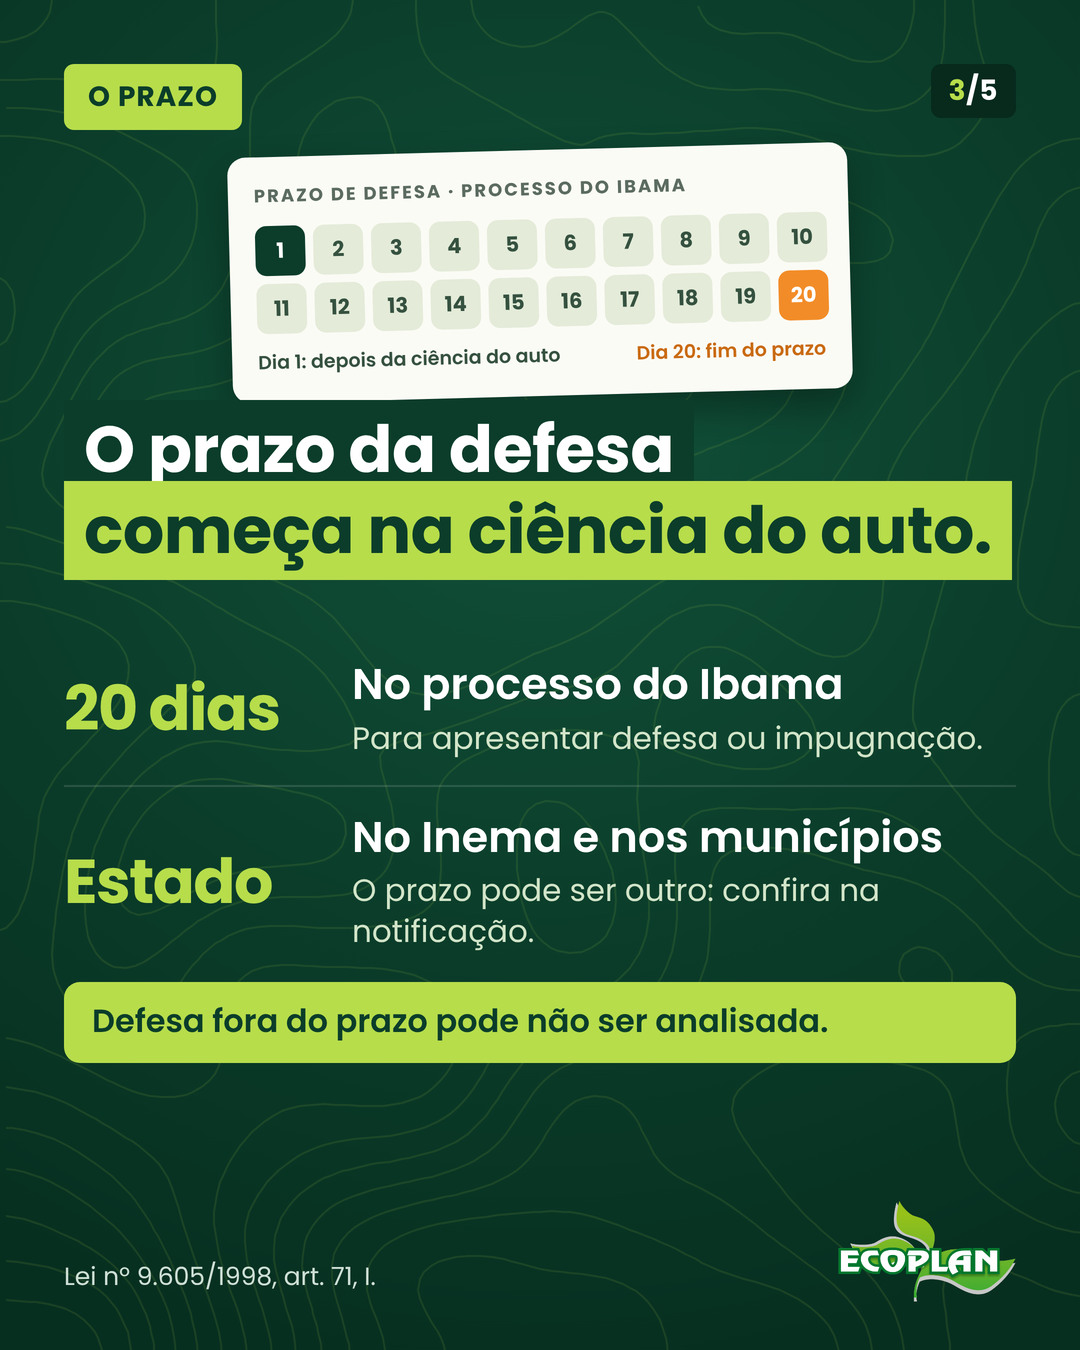 O PRAZO
3/5
PRAZO DE DEFESA · PROCESSO DO IBAMA
1 2 3 4 5 6 7 8 9 10
11 12 13 14 15 16 17 18 19 20
Dia 1: depois da ciência do auto
Dia 20: fim do prazo
O prazo da defesa
começa na ciência do auto.
20 dias
No processo do Ibama
Para apresentar defesa ou impugnação.
Estado
No Inema e nos municípios
O prazo pode ser outro: confira na
notificação.
Defesa fora do prazo pode não ser analisada.
Lei nº 9.605/1998, art. 71, I.
ECOPLAN